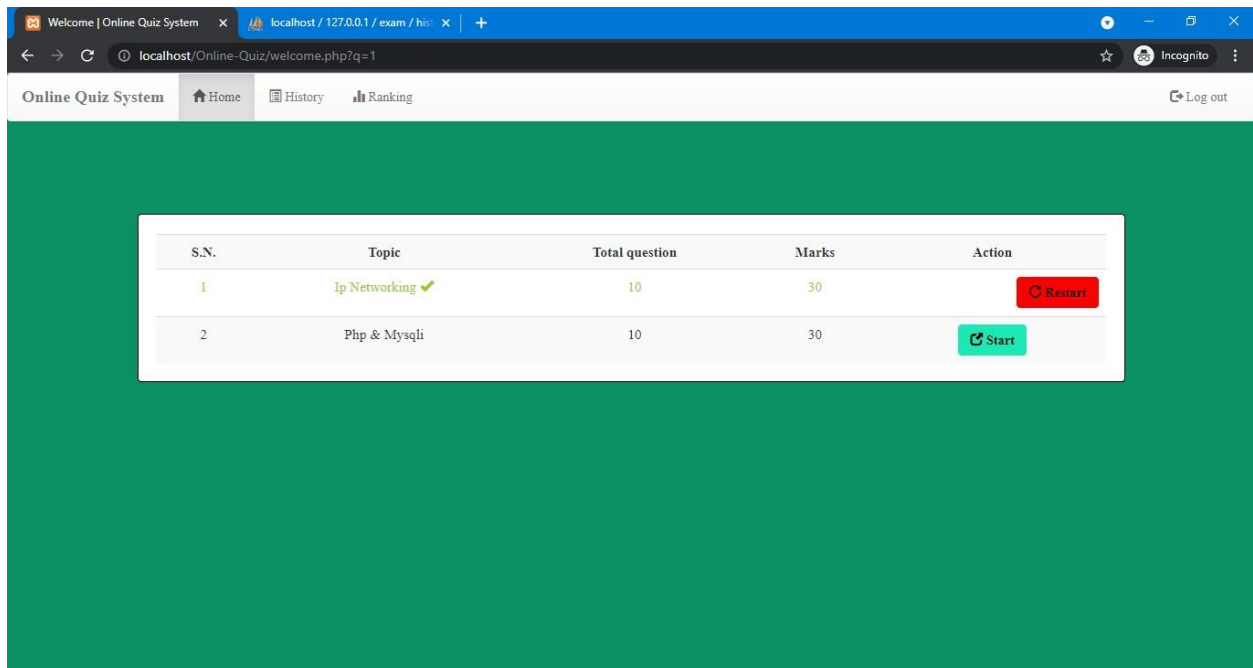 Welcome | Online Quiz System
localhost / 127.0.0.1 / exam / his
localhost/Online-Quiz/welcome.php?q=1
Incognito
Online Quiz System Home History Ranking Log out
S.N. Topic Total question Marks Action
1 Ip Networking 10 30 Restart
2 Php & Mysqli 10 30 Start